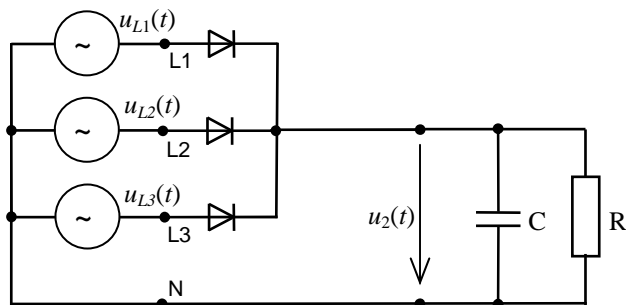 u_{L1}(t)
~
L1
u_{L2}(t)
~
L2
u_{L3}(t)
~
L3
u_2(t)
C
R
N